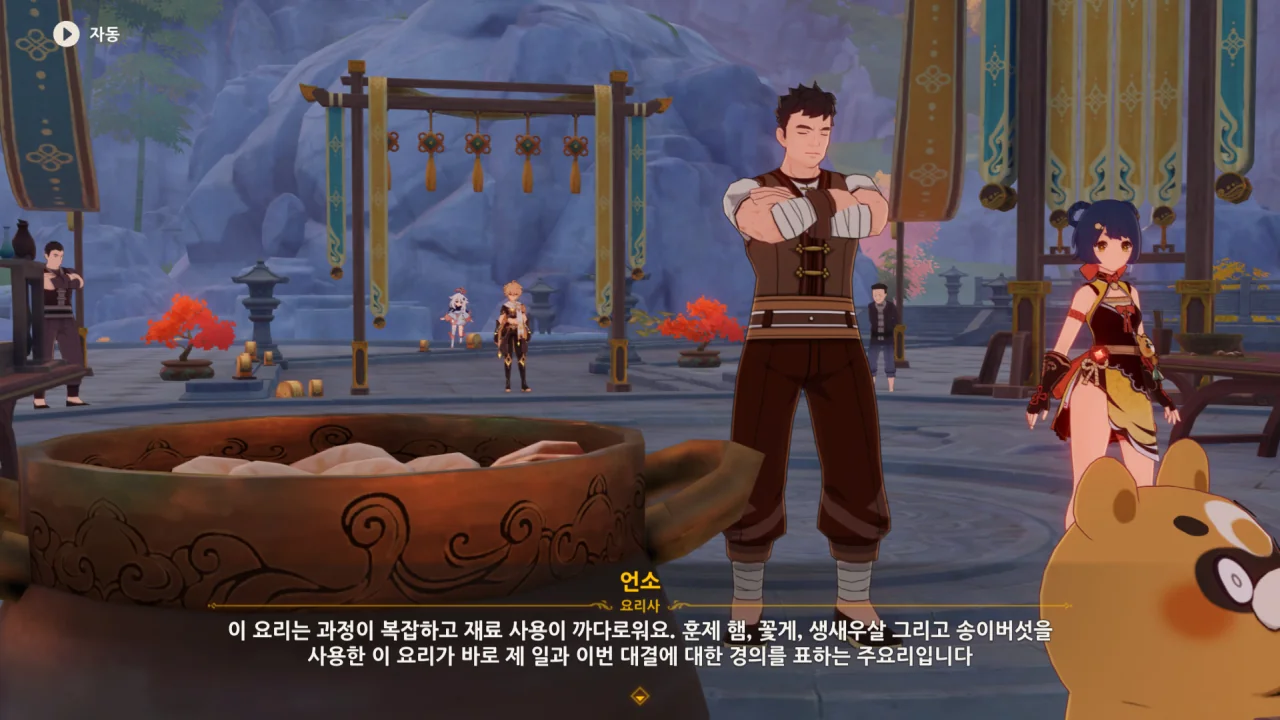 자동
언소
요리사
이 요리는 과정이 복잡하고 재료 사용이 까다로워요. 훈제 햄, 꽃게, 생새우살 그리고 송이버섯을
사용한 이 요리가 바로 제 일과 이번 대결에 대한 경의를 표하는 주요리입니다